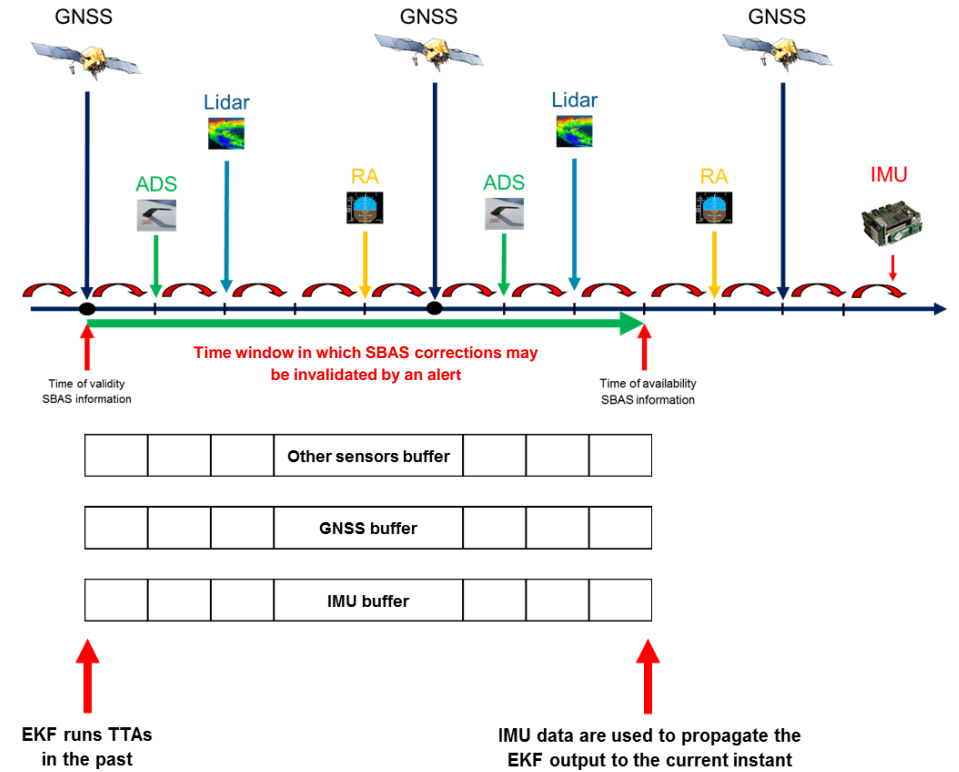 GNSS
GNSS
GNSS
Lidar
Lidar
ADS
RA
ADS
RA
IMU
Time window in which SBAS corrections may
be invalidated by an alert
Time of validity
SBAS information
Time of availability
SBAS information
Other sensors buffer
GNSS buffer
IMU buffer
EKF runs TTAs
in the past
IMU data are used to propagate the
EKF output to the current instant